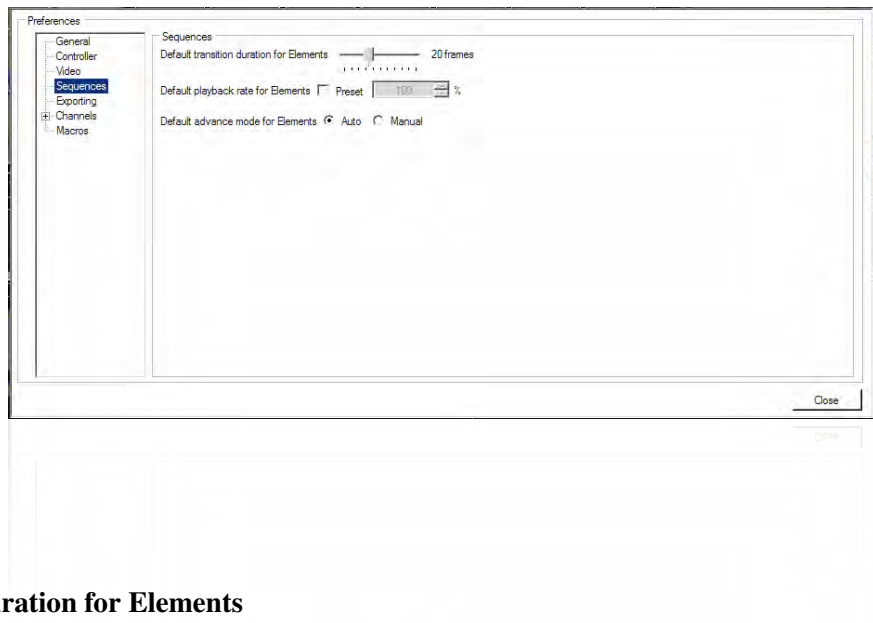 Preferences
General
Controller
Video
Sequences
Exporting
Channels
Macros
Sequences
Default transition duration for Elements 20 frames
Default playback rate for Elements Preset 100 %
Default advance mode for Elements Auto Manual
Close
Close
ration for Elements